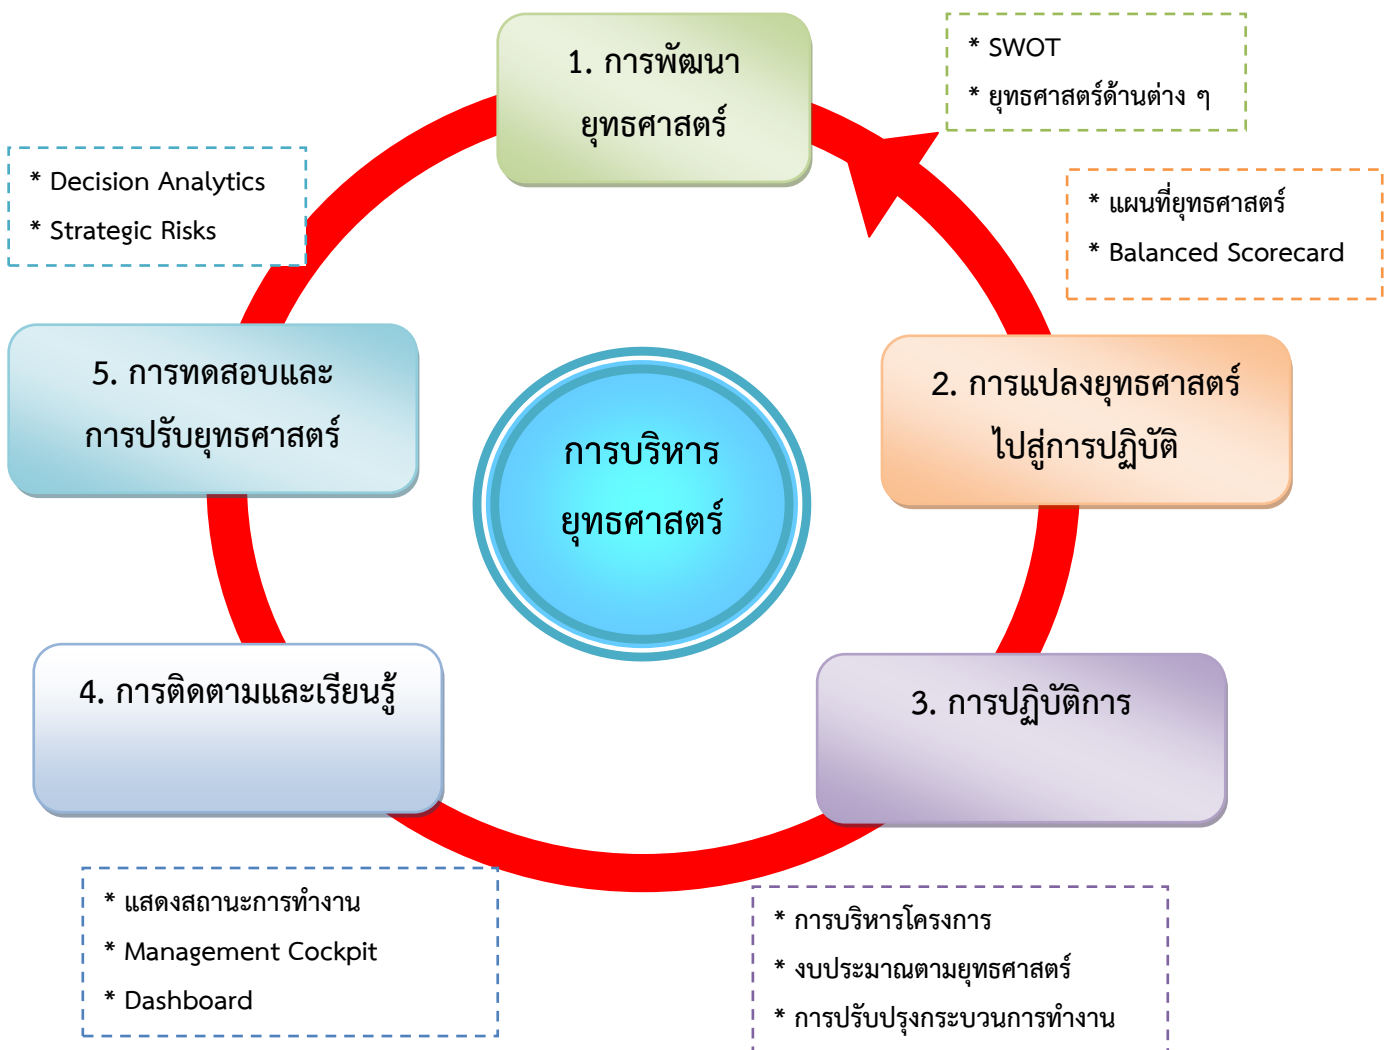 1. การพัฒนา
ยุทธศาสตร์
* SWOT
* ยุทธศาสตร์ด้านต่าง ๆ
* Decision Analytics
* Strategic Risks
* แผนที่ยุทธศาสตร์
* Balanced Scorecard
5. การทดสอบและ
การปรับยุทธศาสตร์
2. การแปลงยุทธศาสตร์
ไปสู่การปฏิบัติ
การบริหาร
ยุทธศาสตร์
4. การติดตามและเรียนรู้
3. การปฏิบัติการ
* แสดงสถานะการทำงาน
* Management Cockpit
* Dashboard
* การบริหารโครงการ
* งบประมาณตามยุทธศาสตร์
* การปรับปรุงกระบวนการทำงาน